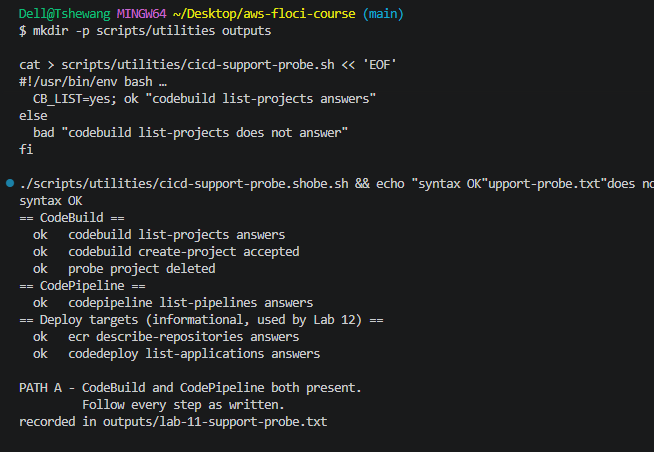 Dell@Tshewang MINGW64 ~/Desktop/aws-floci-course (main)
$ mkdir -p scripts/utilities outputs
cat > scripts/utilities/cicd-support-probe.sh << 'EOF'
#!/usr/bin/env bash …
  CB_LIST=yes; ok "codebuild list-projects answers"
else
  bad "codebuild list-projects does not answer"
fi
./scripts/utilities/cicd-support-probe.shobe.sh && echo "syntax OK"upport-probe.txt"does no
syntax OK
== CodeBuild ==
  ok   codebuild list-projects answers
  ok   codebuild create-project accepted
  ok   probe project deleted
== CodePipeline ==
  ok   codepipeline list-pipelines answers
== Deploy targets (informational, used by Lab 12) ==
  ok   ecr describe-repositories answers
  ok   codedeploy list-applications answers
PATH A - CodeBuild and CodePipeline both present.
         Follow every step as written.
recorded in outputs/lab-11-support-probe.txt